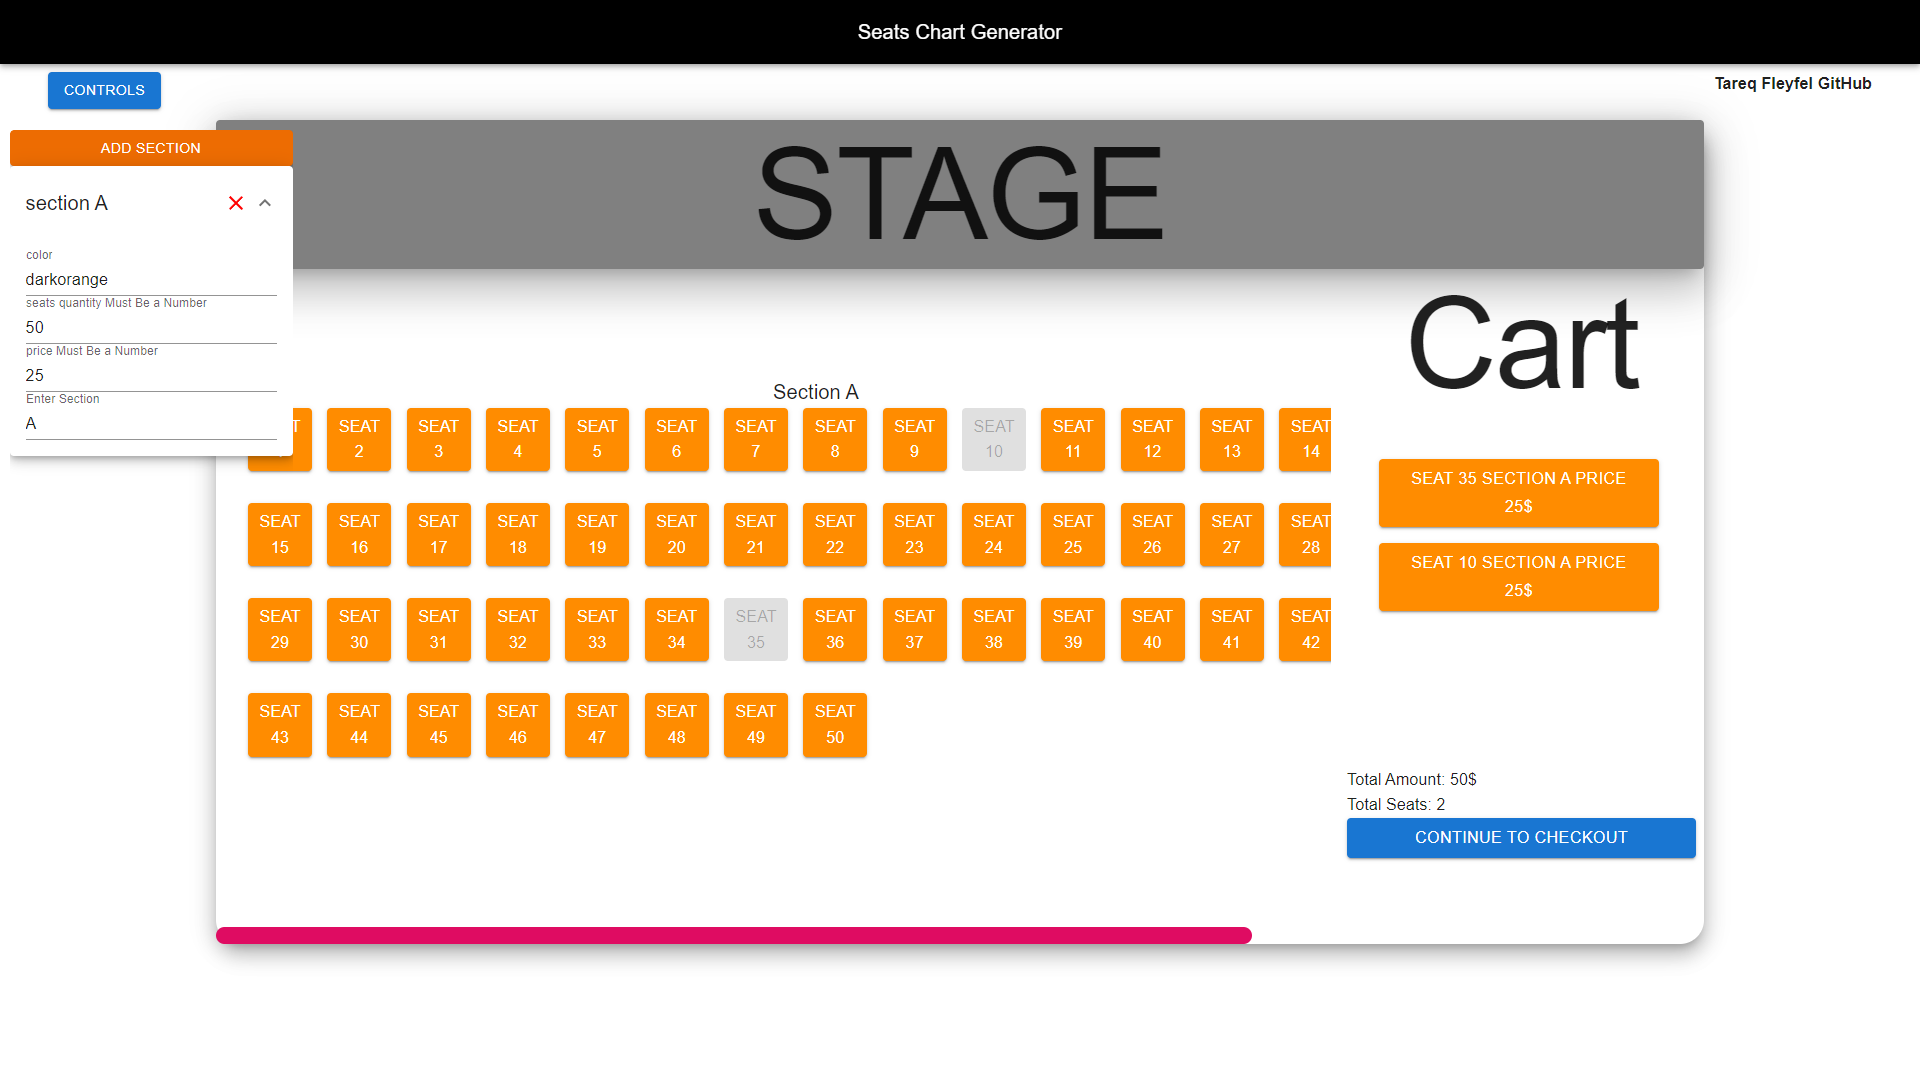 Seats Chart Generator
CONTROLS
Tareq Fleyfel GitHub
ADD SECTION
section A
color
darkorange
seats quantity Must Be a Number
50
price Must Be a Number
25
Enter Section
A
STAGE
Section A
T SEAT SEAT SEAT SEAT SEAT SEAT SEAT SEAT SEAT SEAT SEAT SEAT SEAT
2 3 4 5 6 7 8 9 10 11 12 13 14
SEAT SEAT SEAT SEAT SEAT SEAT SEAT SEAT SEAT SEAT SEAT SEAT SEAT SEAT
15 16 17 18 19 20 21 22 23 24 25 26 27 28
SEAT SEAT SEAT SEAT SEAT SEAT SEAT SEAT SEAT SEAT SEAT SEAT SEAT SEAT
29 30 31 32 33 34 35 36 37 38 39 40 41 42
SEAT SEAT SEAT SEAT SEAT SEAT SEAT SEAT
43 44 45 46 47 48 49 50
Cart
SEAT 35 SECTION A PRICE
25$
SEAT 10 SECTION A PRICE
25$
Total Amount: 50$
Total Seats: 2
CONTINUE TO CHECKOUT